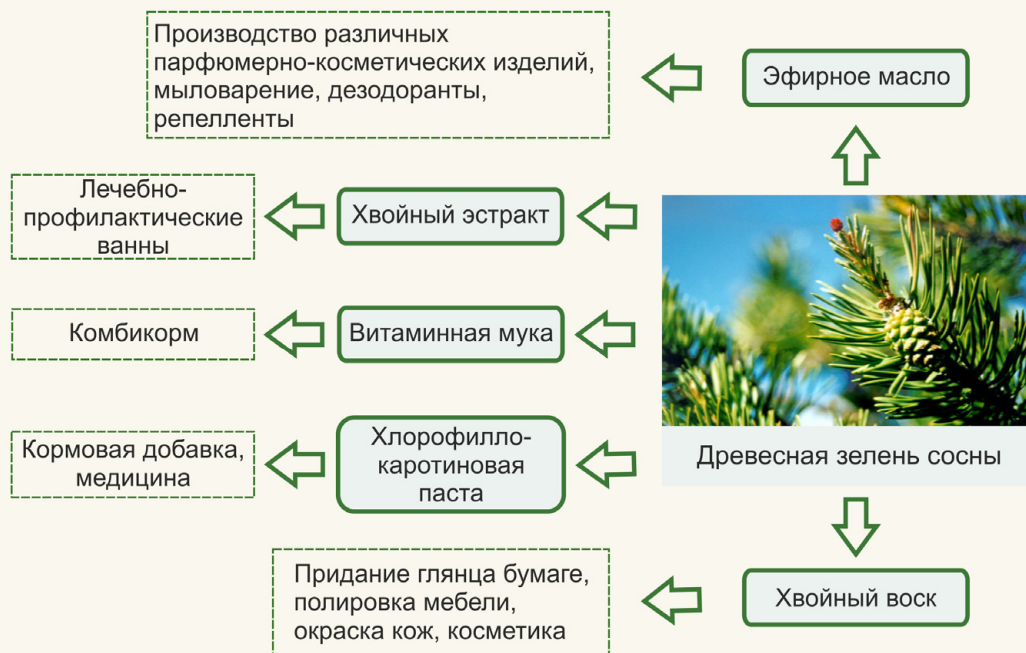 Производство различных
парфюмерно-косметических изделий,
мыловарение, дезодоранты,
репелленты
Эфирное масло
Лечебно-
профилактические
ванны
Хвойный эстракт
Комбикорм
Витаминная мука
Кормовая добавка,
медицина
Хлорофилло-
каротиновая
паста
Древесная зелень сосны
Придание глянца бумаге,
полировка мебели,
окраска кож, косметика
Хвойный воск